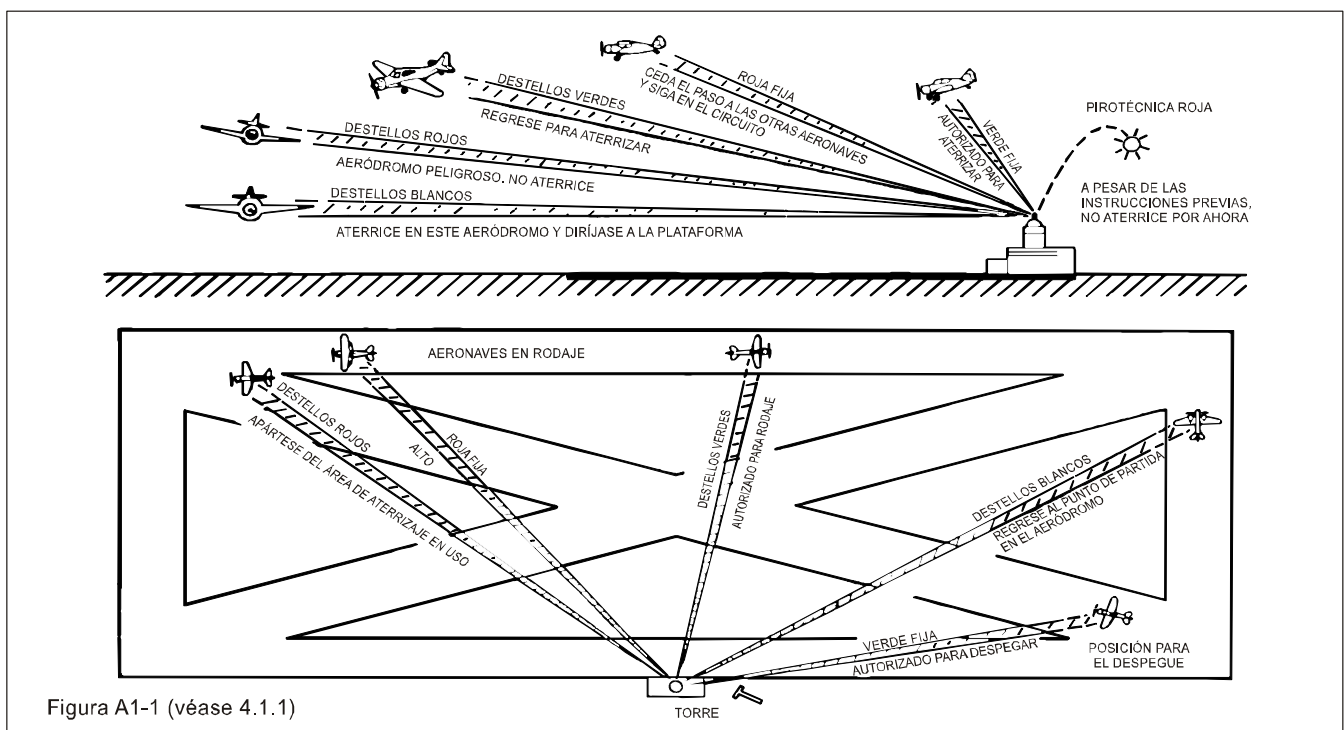 ROJA FIJA
CEDA EL PASO A LAS OTRAS AERONAVES
Y SIGA EN EL CIRCUITO
DESTELLOS VERDES
REGRESE PARA ATERRIZAR
VERDE FIJA
AUTORIZADO PARA
ATERRIZAR
PIROTÉCNICA ROJA
DESTELLOS ROJOS
AERÓDROMO PELIGROSO. NO ATERRICE
DESTELLOS BLANCOS
ATERRICE EN ESTE AERÓDROMO Y DIRÍJASE A LA PLATAFORMA
A PESAR DE LAS
INSTRUCCIONES PREVIAS,
NO ATERRICE POR AHORA
AERONAVES EN RODAJE
DESTELLOS ROJOS
APÁRTESE DEL ÁREA DE ATERRIZAJE EN USO
ROJA FIJA
ALTO
DESTELLOS VERDES
AUTORIZADO PARA RODAJE
DESTELLOS BLANCOS
REGRESE AL PUNTO DE PARTIDA
EN EL AERÓDROMO
VERDE FIJA
AUTORIZADO PARA DESPEGAR
POSICIÓN PARA
EL DESPEGUE
TORRE
Figura A1-1 (véase 4.1.1)